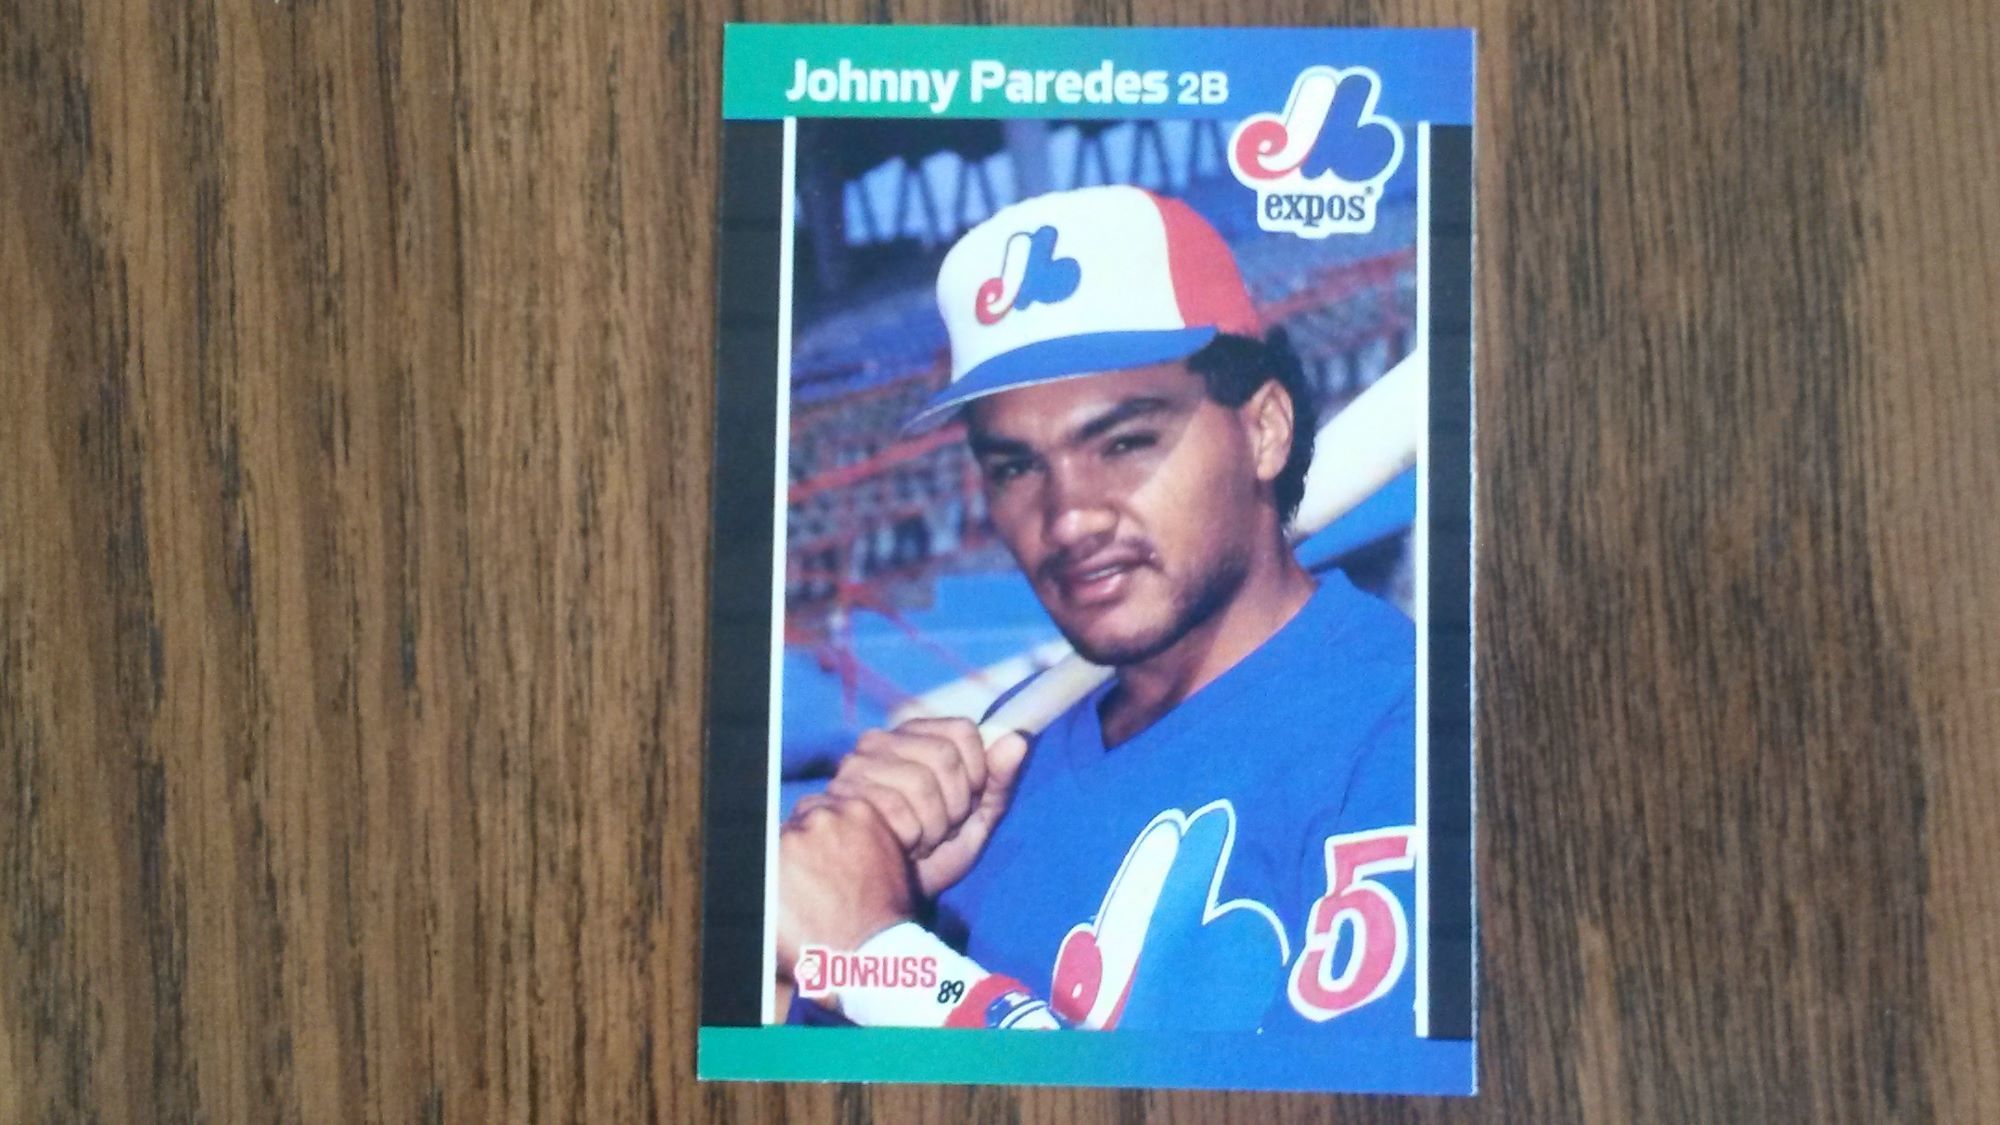 Johnny Paredes 2B
expos®
5
DONRUSS 89